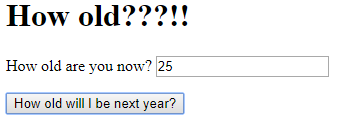 How old???!!
How old are you now? 25
How old will I be next year?